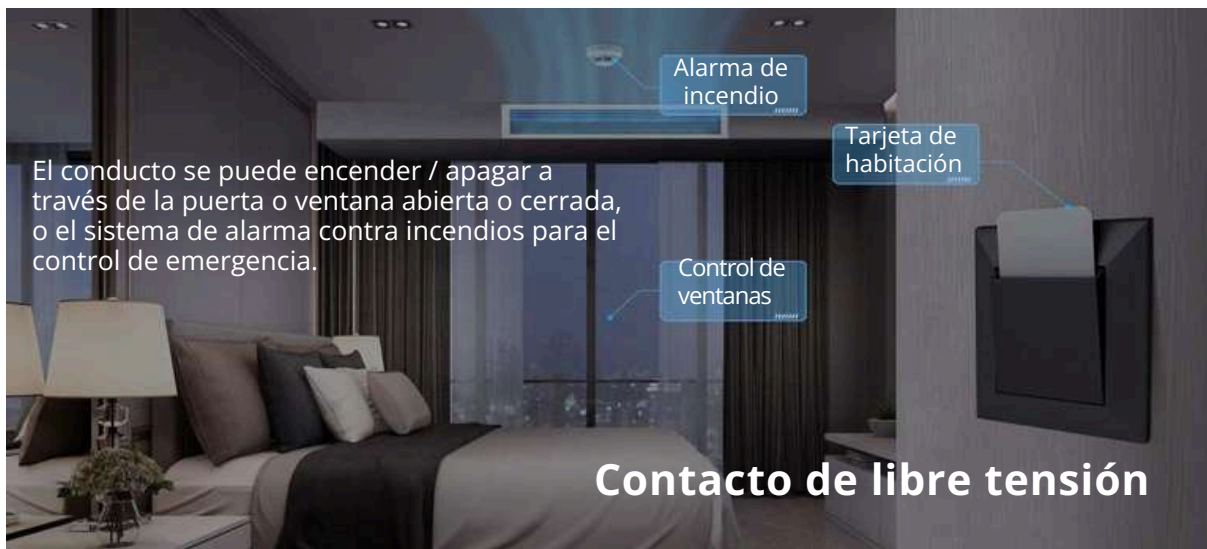 Alarma de
incendio
Tarjeta de
habitación
El conducto se puede encender / apagar a
través de la puerta o ventana abierta o cerrada,
o el sistema de alarma contra incendios para el
control de emergencia.
Control de
ventanas
Contacto de libre tensión